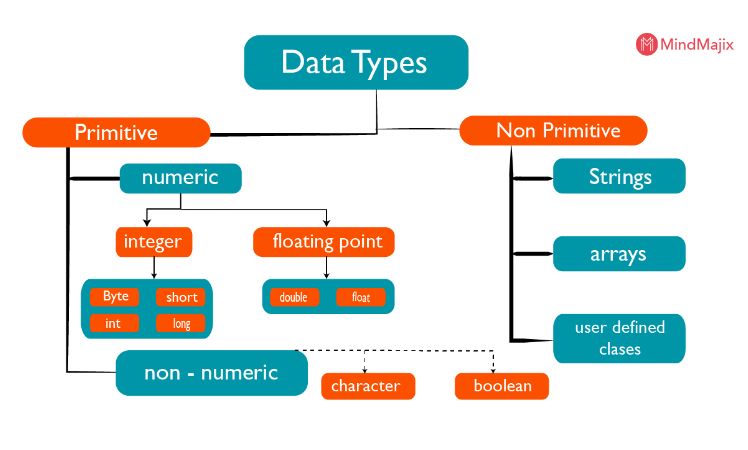 MindMajix
Data Types
Primitive
Non Primitive
numeric
Strings
integer
floating point
arrays
Byte
short
int
long
double
float
user defined
clases
non - numeric
character
boolean